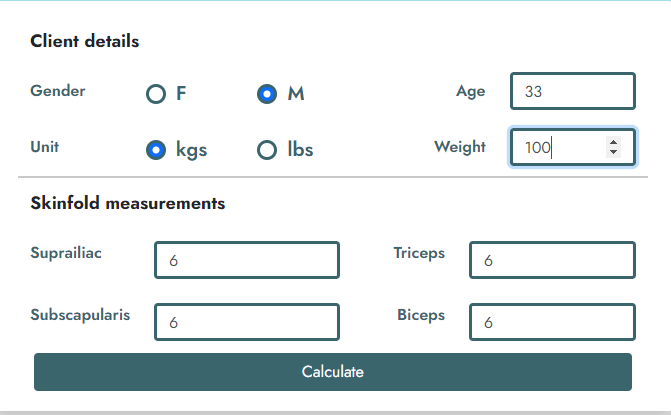 Client details
Gender F M Age 33
Unit kgs lbs Weight 100
Skinfold measurements
Suprailiac 6 Triceps 6
Subscapularis 6 Biceps 6
Calculate